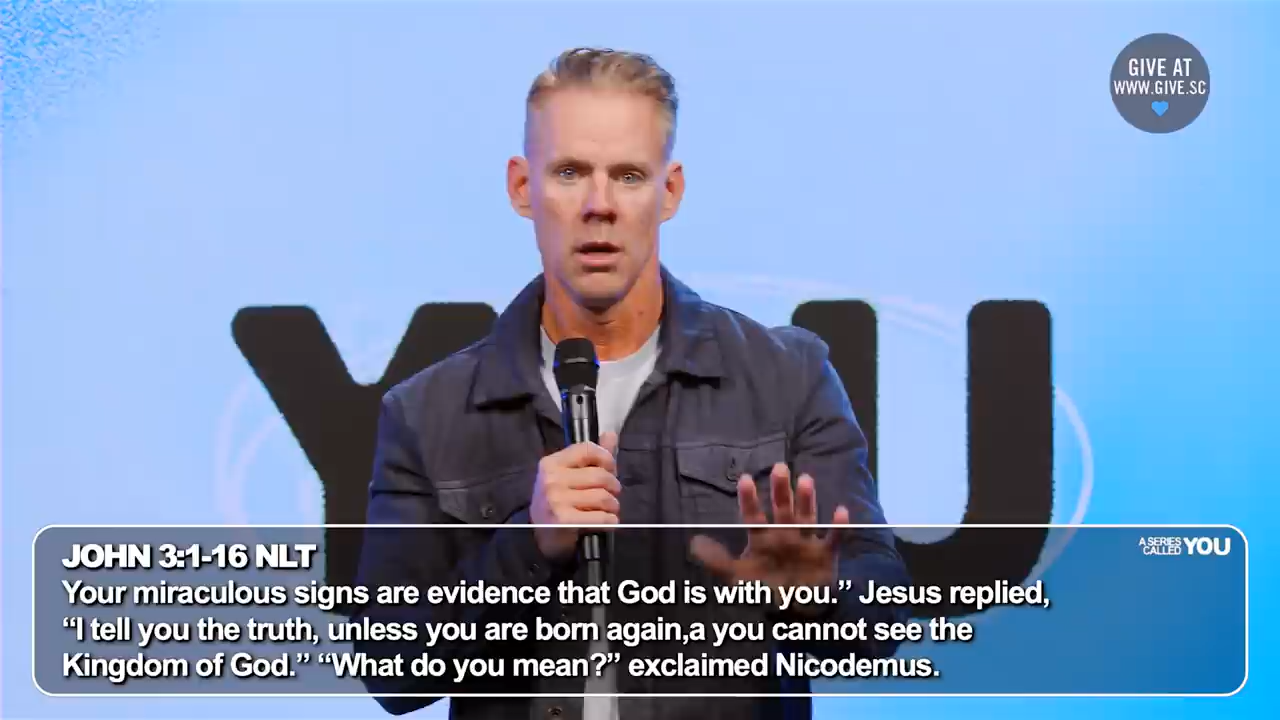 GIVE AT
WWW.GIVE.SC
YOU
JOHN 3:1-16 NLT
A SERIES
CALLED YOU
Your miraculous signs are evidence that God is with you.” Jesus replied,
“I tell you the truth, unless you are born again,a you cannot see the
Kingdom of God.” “What do you mean?” exclaimed Nicodemus.